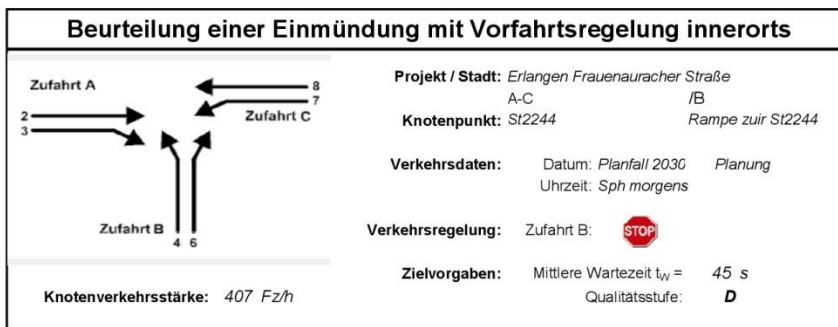 Beurteilung einer Einmündung mit Vorfahrtsregelung innerorts
Zufahrt A
8
7
Zufahrt C
2
3
Zufahrt B
4 6
Knotenverkehrsstärke: 407 Fz/h
Projekt / Stadt: Erlangen Frauenauracher Straße
A-C /B
Knotenpunkt: St2244 Rampe zuir St2244
Verkehrsdaten: Datum: Planfall 2030 Planung
Uhrzeit: Sph morgens
Verkehrsregelung: Zufahrt B: STOP
Zielvorgaben: Mittlere Wartezeit tW = 45 s
Qualitätsstufe: D